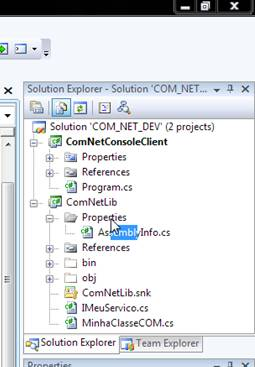 Solution Explorer - Solution 'COM_NET...
Solution 'COM_NET_DEV' (2 projects)
ComNetConsoleClient
Properties
References
Program.cs
ComNetLib
Properties
AssemblyInfo.cs
References
bin
obj
ComNetLib.snk
IMeuServico.cs
MinhaClasseCOM.cs
Solution Explorer Team Explorer
Properties